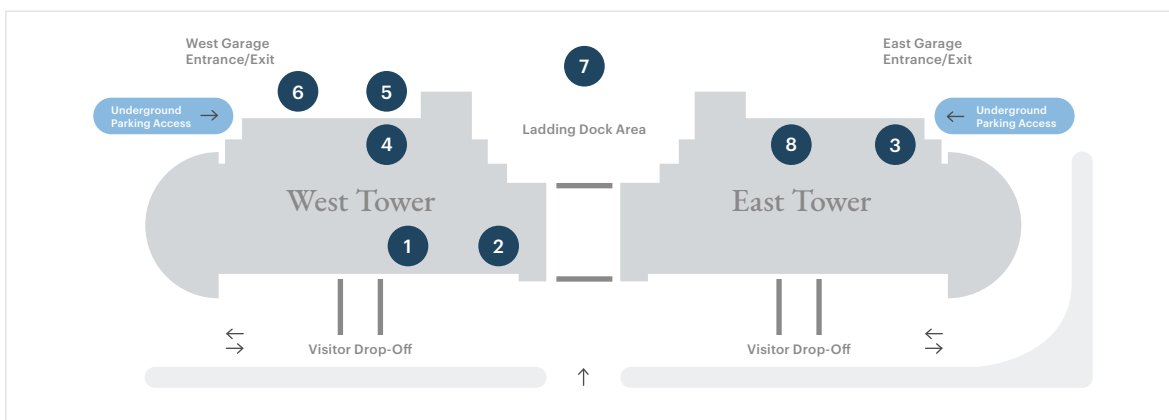 West Garage
Entrance/Exit
East Garage
Entrance/Exit
7
6
5
Underground
Parking Access
Underground
Parking Access
Ladding Dock Area
4
8
3
West Tower
East Tower
1
2
Visitor Drop-Off
Visitor Drop-Off